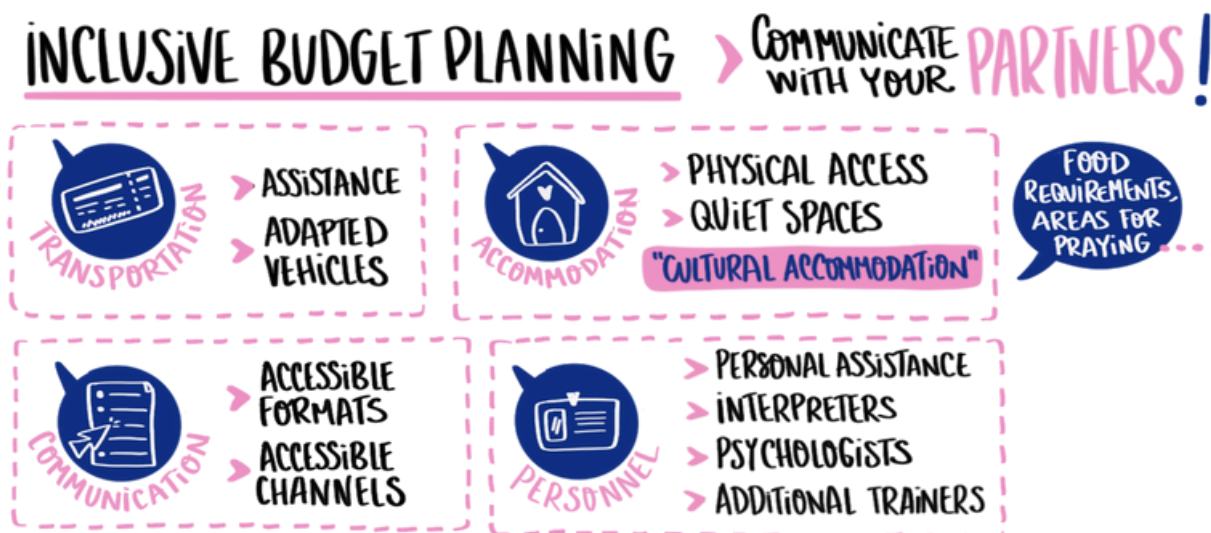 INCLUSIVE BUDGET PLANNING
COMMUNICATE
WITH YOUR
PARTNERS!
TRANSPORTATION
ASSISTANCE
ADAPTED
VEHICLES
ACCOMMODATION
PHYSICAL ACCESS
QUIET SPACES
"CULTURAL ACCOMMODATION"
FOOD
REQUIREMENTS,
AREAS FOR
PRAYING...
COMMUNICATION
ACCESSIBLE
FORMATS
ACCESSIBLE
CHANNELS
PERSONNEL
PERSONAL ASSISTANCE
INTERPRETERS
PSYCHOLOGISTS
ADDITIONAL TRAINERS